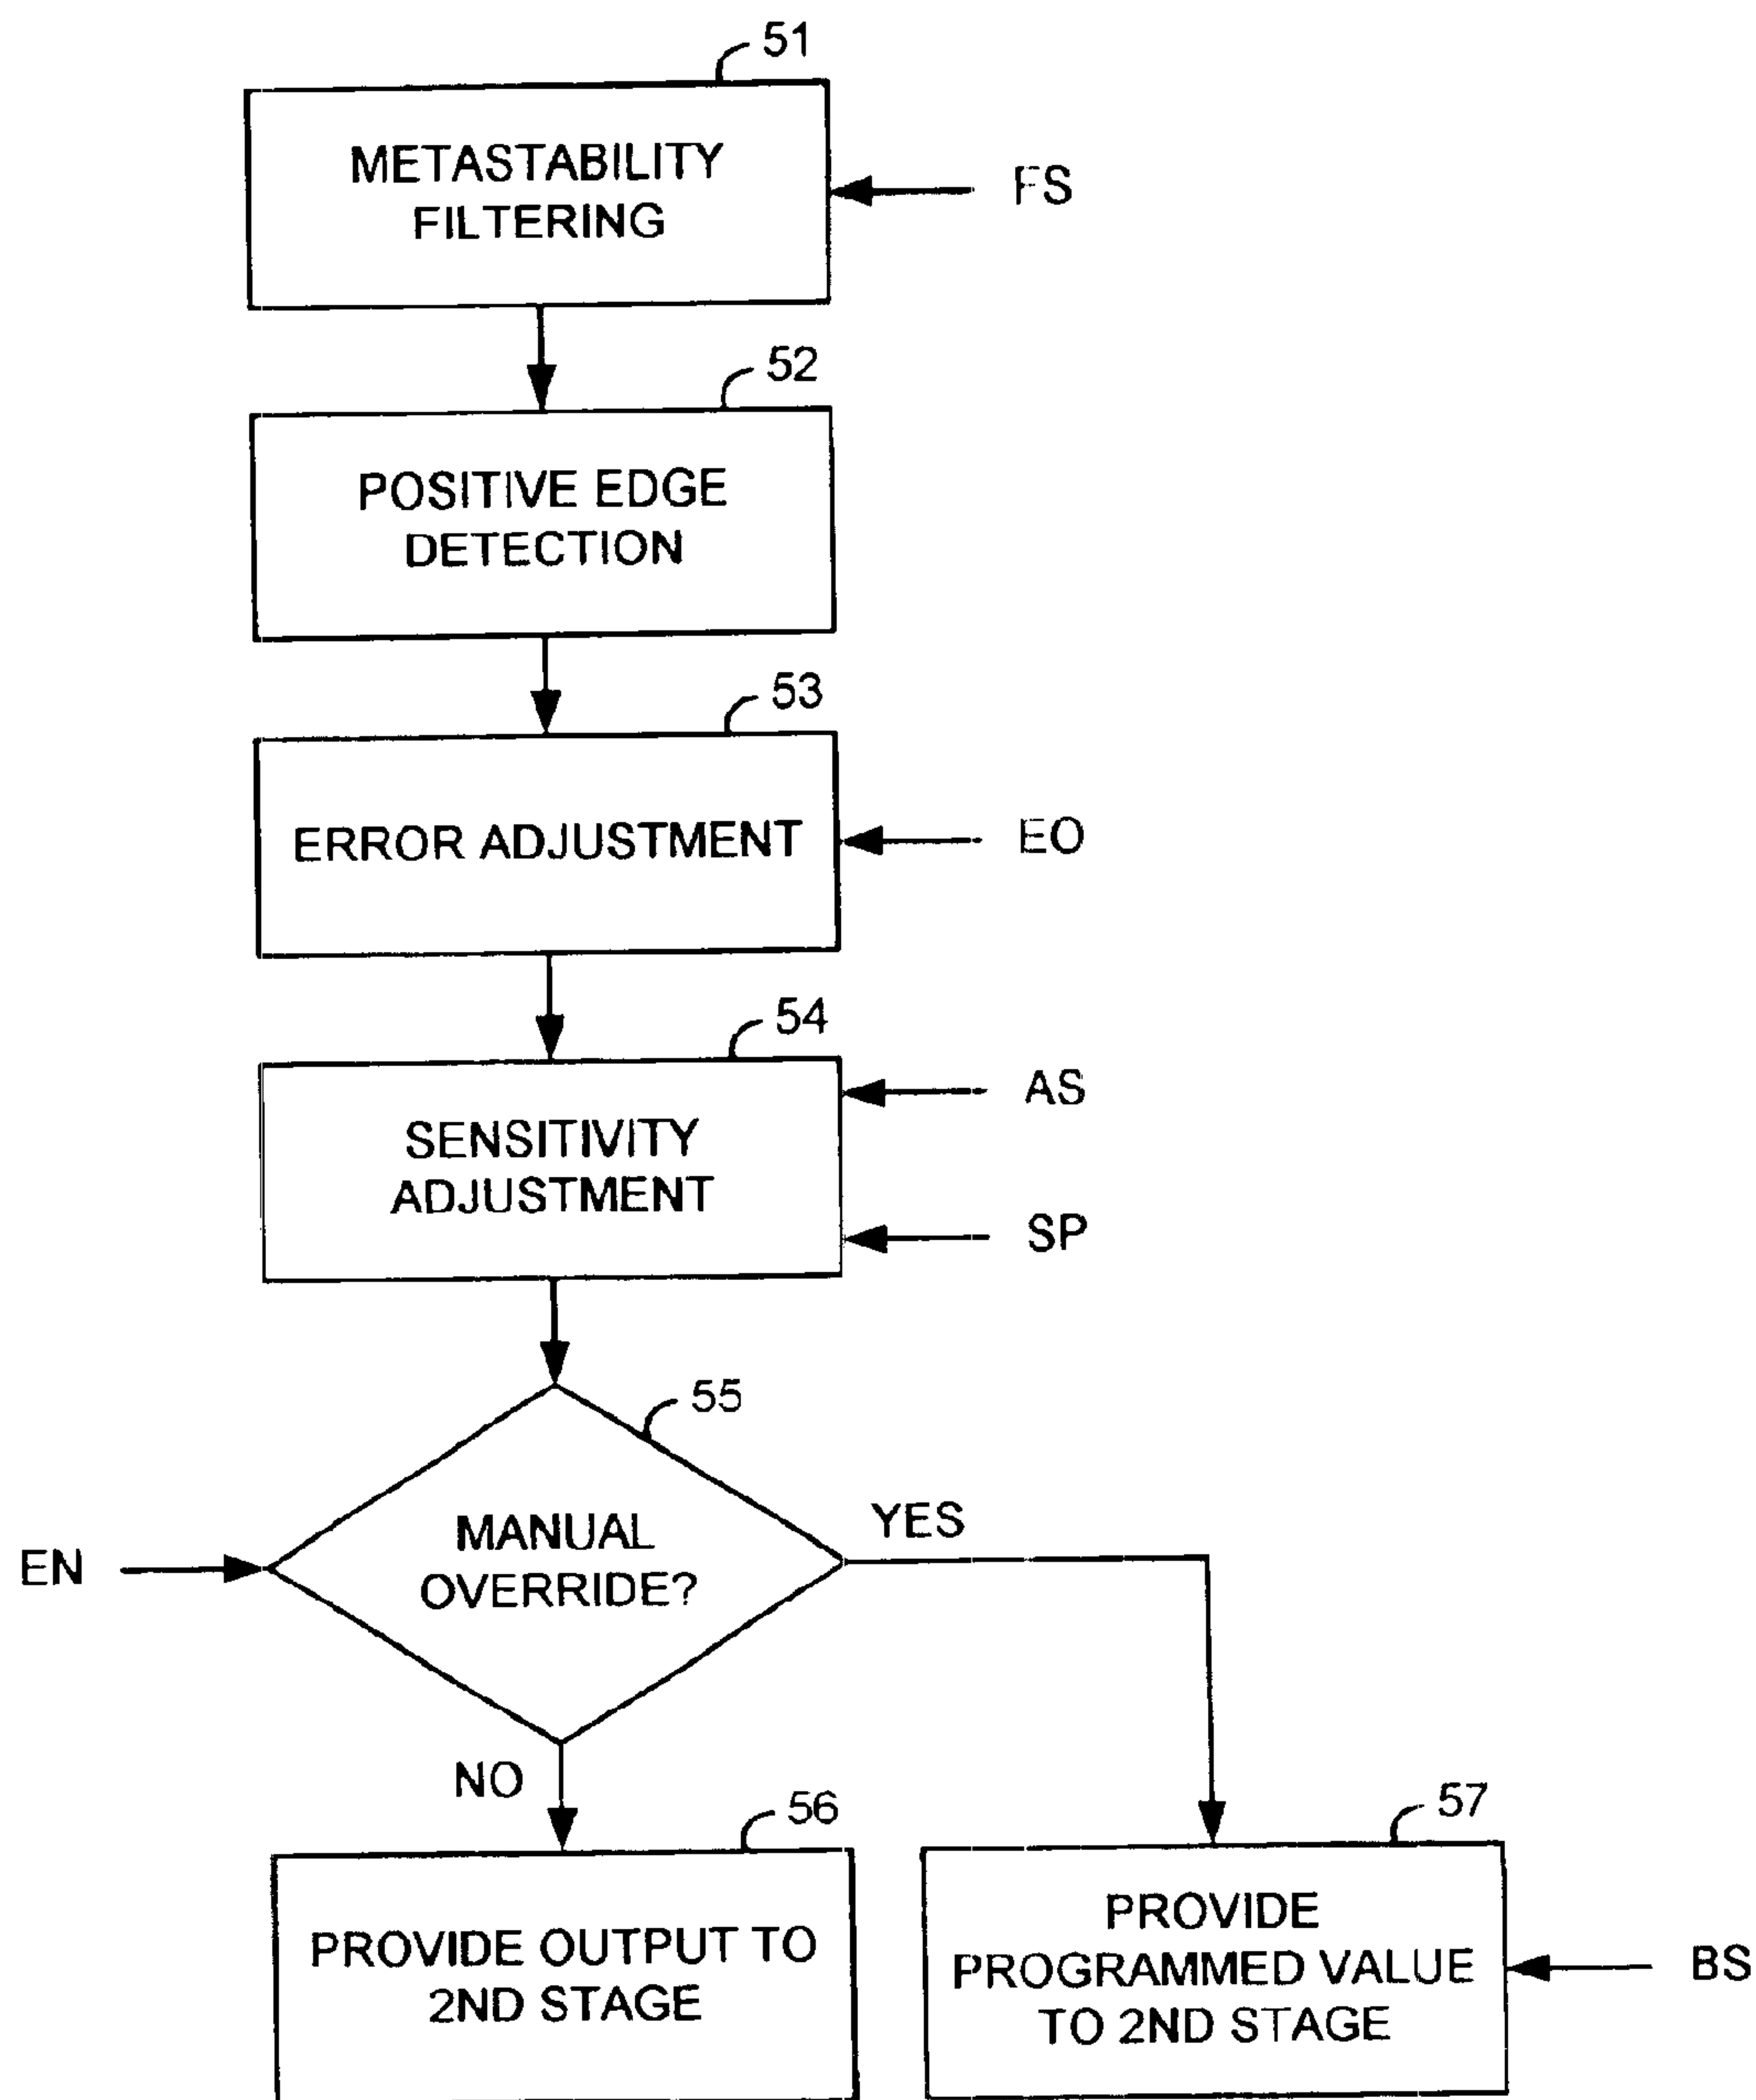 51
METASTABILITY
FILTERING
FS
52
POSITIVE EDGE
DETECTION
53
ERROR ADJUSTMENT
EO
54
SENSITIVITY
ADJUSTMENT
AS
SP
55
MANUAL
OVERRIDE?
EN
YES
NO
56
PROVIDE OUTPUT TO
2ND STAGE
57
PROVIDE
PROGRAMMED VALUE
TO 2ND STAGE
BS